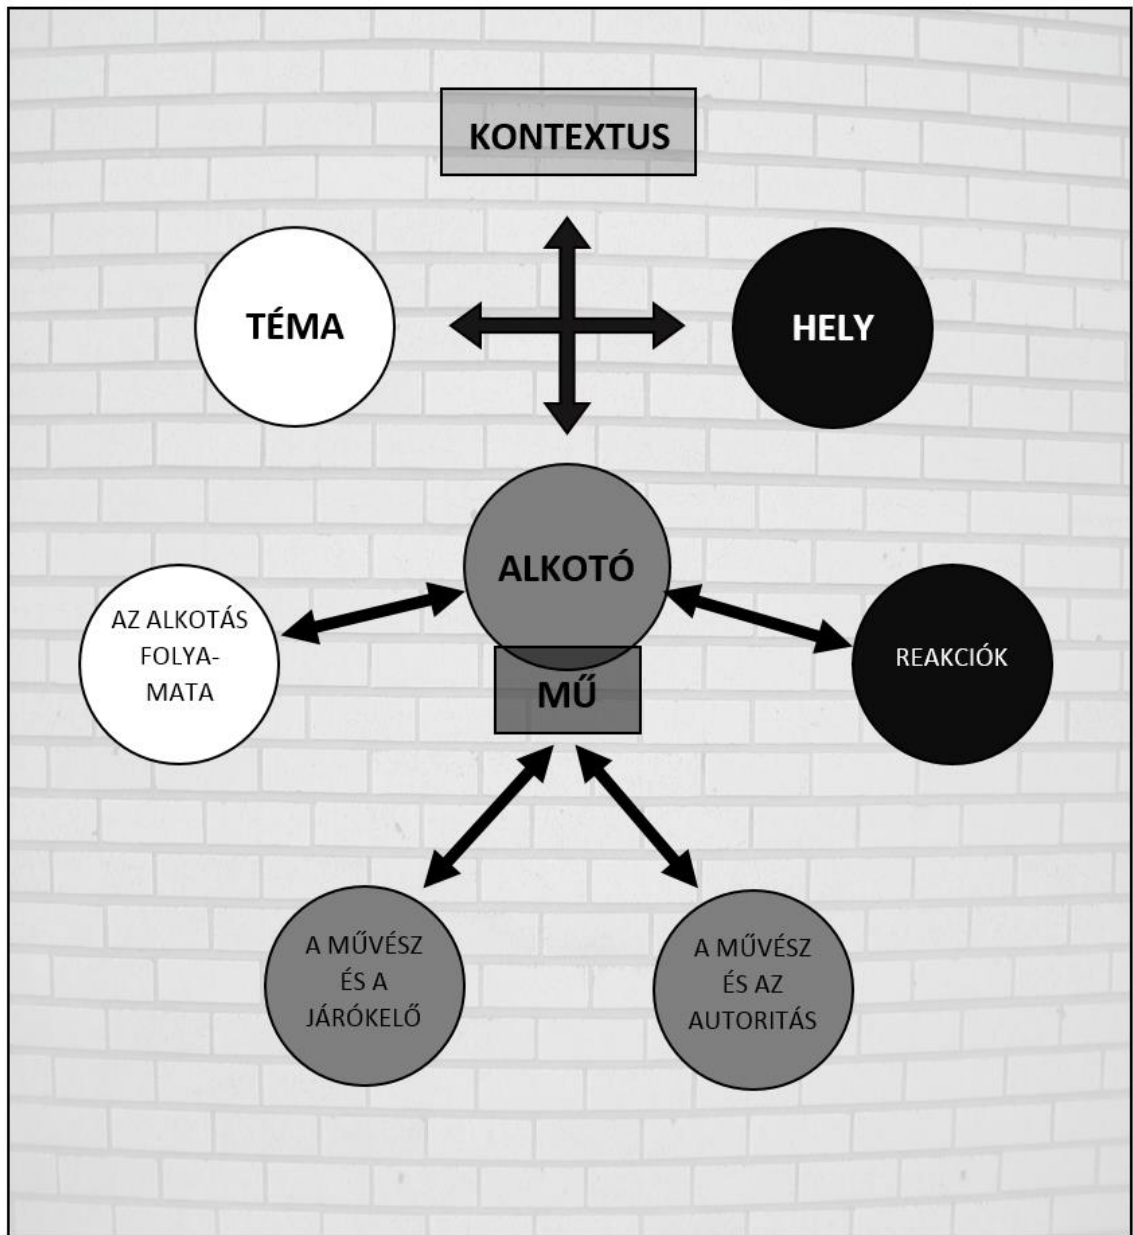 KONTEXTUS
TÉMA
HELY
ALKOTÓ
AZ ALKOTÁS
FOLYA-
MATA
REAKCIÓK
MŰ
A MŰVÉSZ
ÉS A
JÁRÓKELŐ
A MŰVÉSZ
ÉS AZ
AUTORITÁS